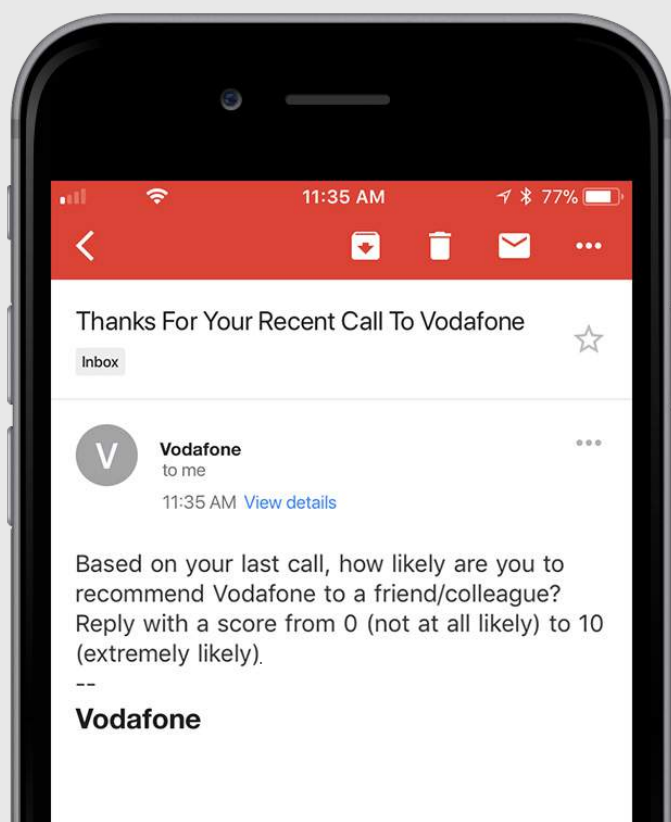 11:35 AM 77%
Thanks For Your Recent Call To Vodafone
Inbox
V
Vodafone
to me
11:35 AM View details
Based on your last call, how likely are you to
recommend Vodafone to a friend/colleague?
Reply with a score from 0 (not at all likely) to 10
(extremely likely).
--
Vodafone